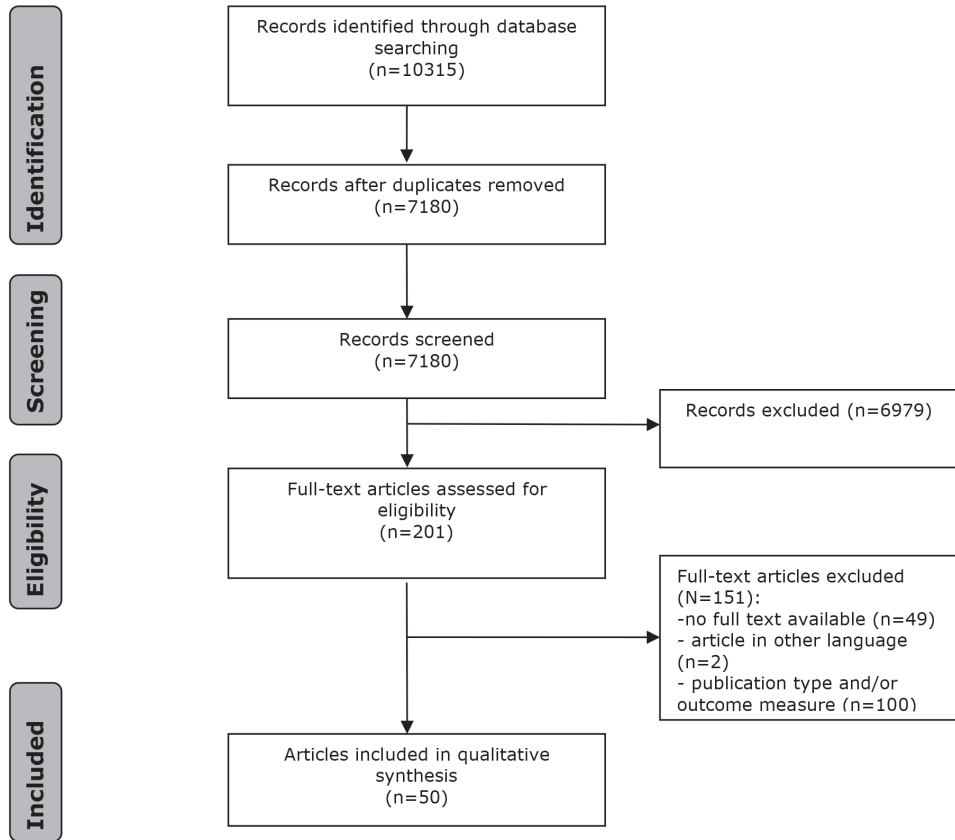 Identification
Records identified through database
searching
(n=10315)
Records after duplicates removed
(n=7180)
Screening
Records screened
(n=7180)
Records excluded (n=6979)
Eligibility
Full-text articles assessed for
eligibility
(n=201)
Full-text articles excluded
(N=151):
-no full text available (n=49)
- article in other language
(n=2)
- publication type and/or
outcome measure (n=100)
Included
Articles included in qualitative
synthesis
(n=50)